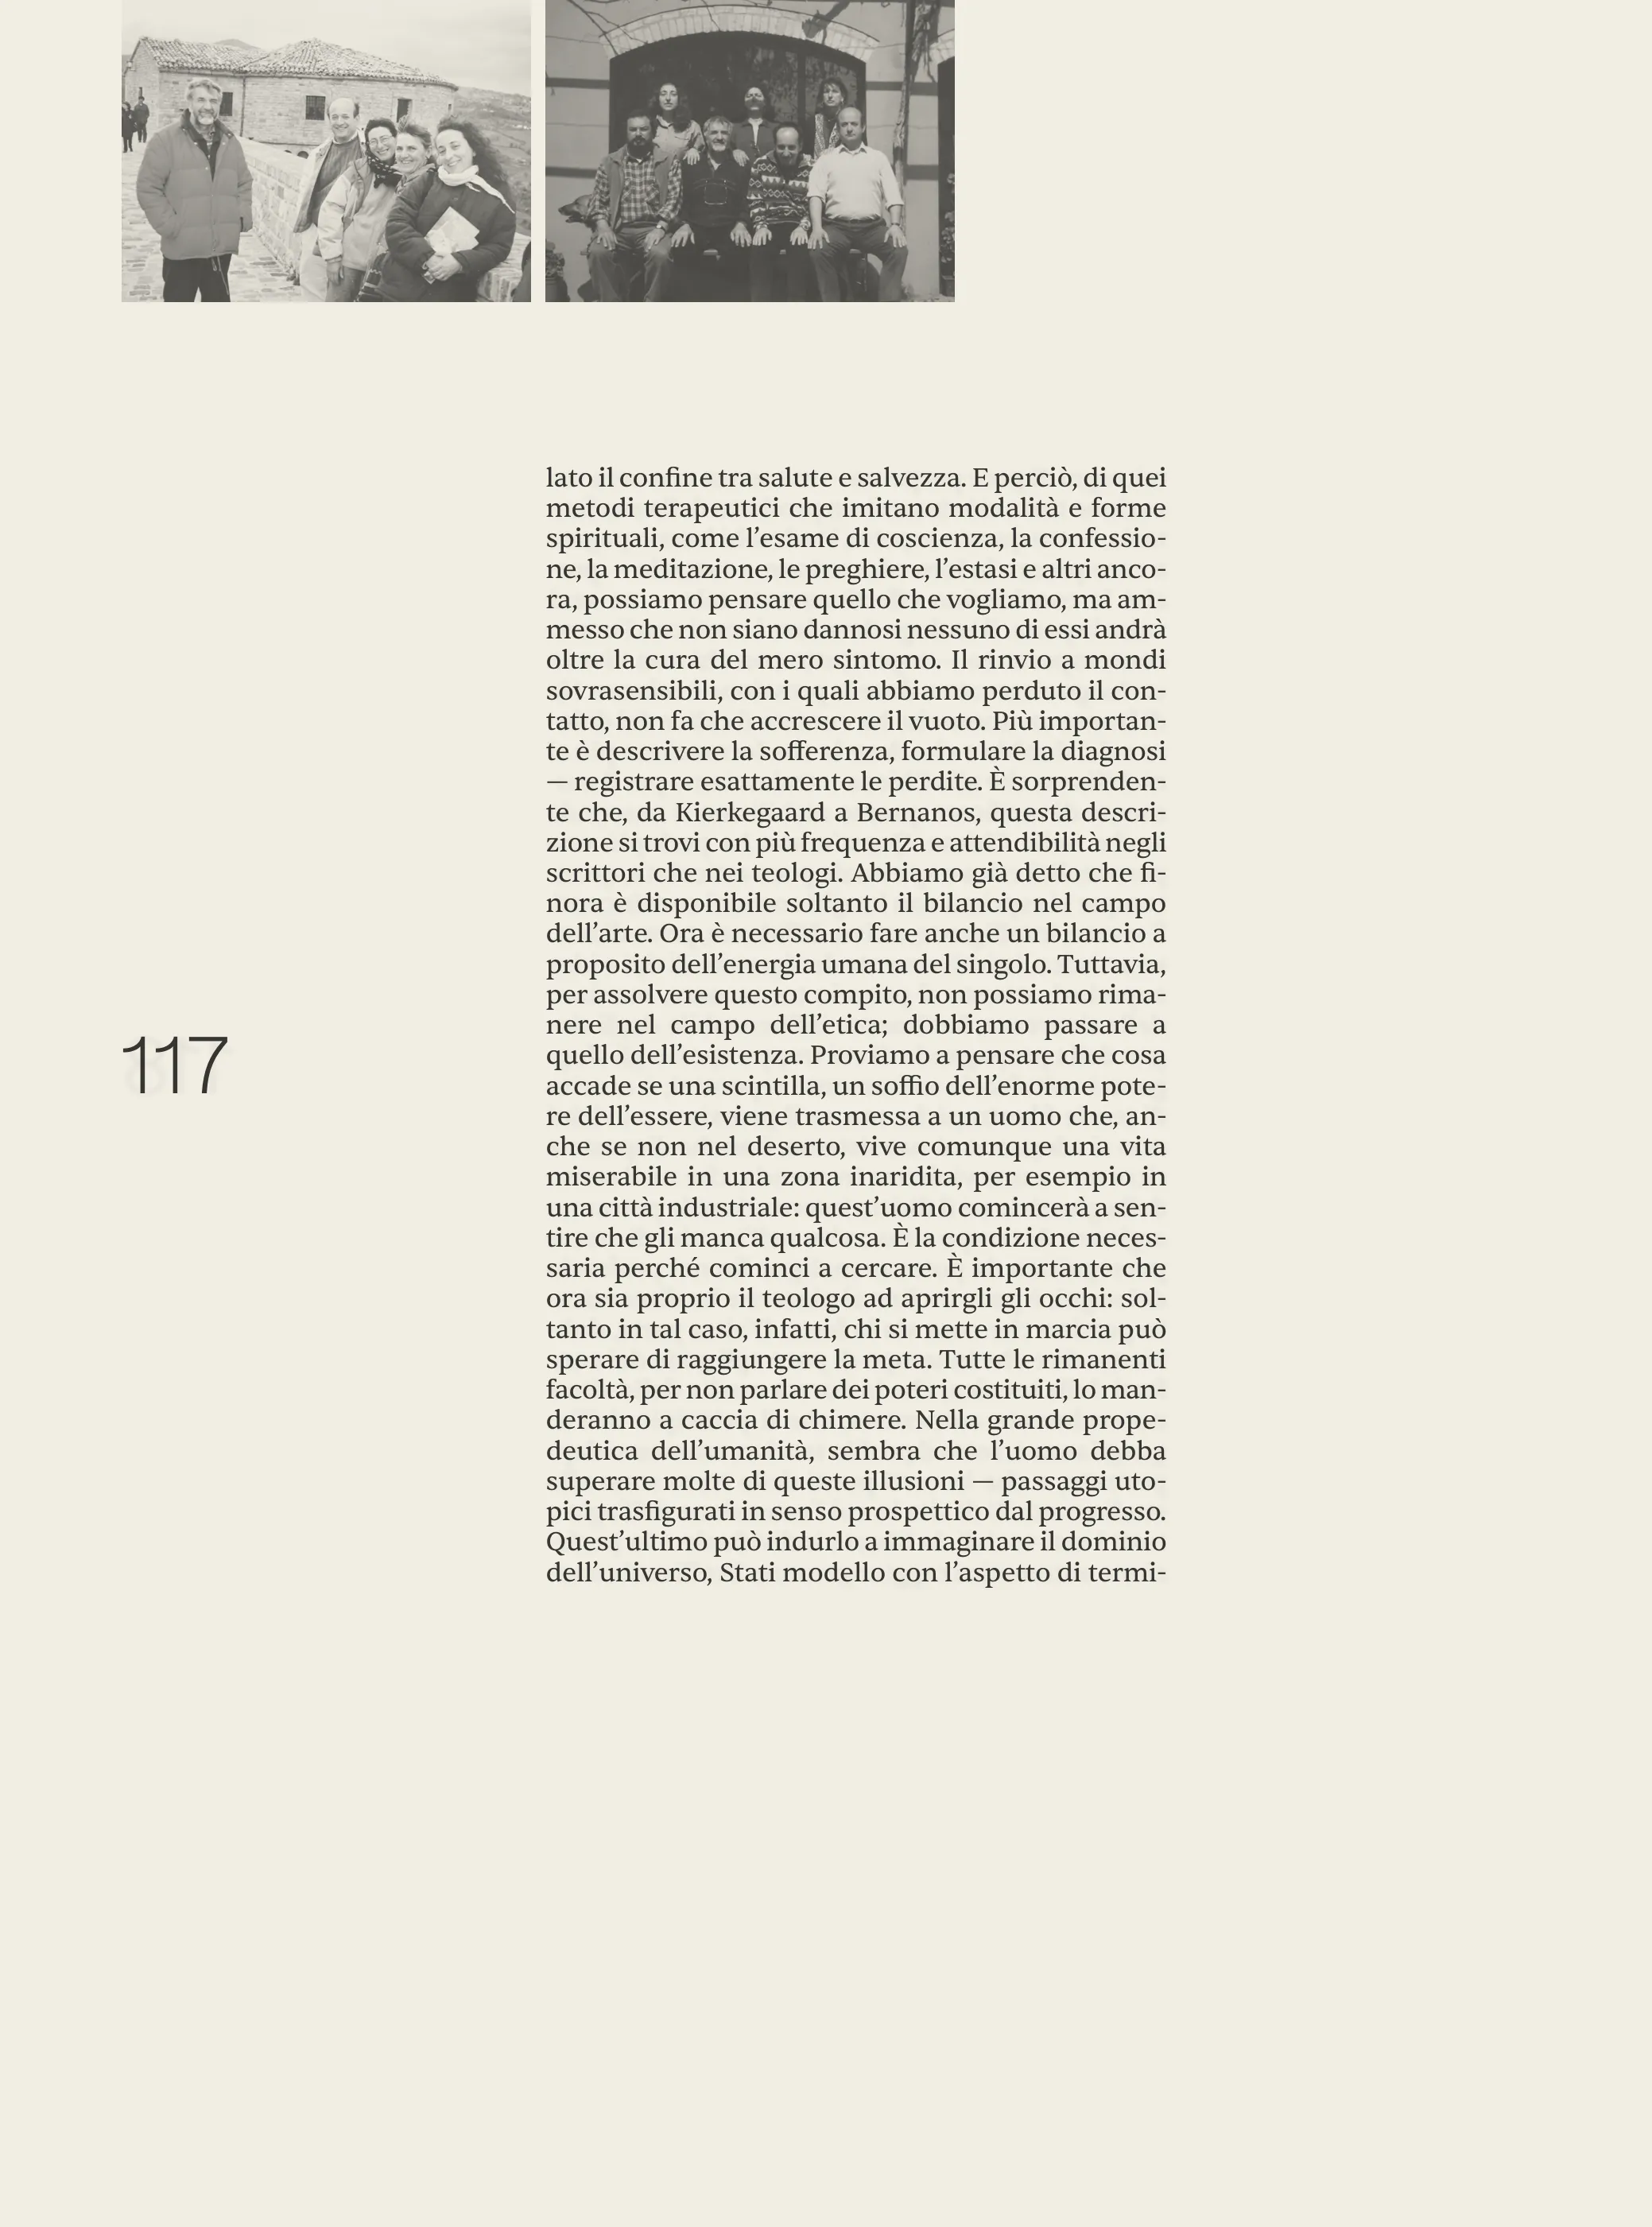 lato il confine tra salute e salvezza. E perciò, di quei
metodi terapeutici che imitano modalità e forme
spirituali, come l’esame di coscienza, la confessio-
ne, la meditazione, le preghiere, l’estasi e altri anco-
ra, possiamo pensare quello che vogliamo, ma am-
messo che non siano dannosi nessuno di essi andrà
oltre la cura del mero sintomo. Il rinvio a mondi
sovrasensibili, con i quali abbiamo perduto il con-
tatto, non fa che accrescere il vuoto. Più importan-
te è descrivere la sofferenza, formulare la diagnosi
— registrare esattamente le perdite. È sorprenden-
te che, da Kierkegaard a Bernanos, questa descri-
zione si trovi con più frequenza e attendibilità negli
scrittori che nei teologi. Abbiamo già detto che fi-
nora è disponibile soltanto il bilancio nel campo
dell’arte. Ora è necessario fare anche un bilancio a
proposito dell’energia umana del singolo. Tuttavia,
per assolvere questo compito, non possiamo rima-
nere nel campo dell’etica; dobbiamo passare a
quello dell’esistenza. Proviamo a pensare che cosa
accade se una scintilla, un soffio dell’enorme pote-
re dell’essere, viene trasmessa a un uomo che, an-
che se non nel deserto, vive comunque una vita
miserabile in una zona inaridita, per esempio in
una città industriale: quest’uomo comincerà a sen-
tire che gli manca qualcosa. È la condizione neces-
saria perché cominci a cercare. È importante che
ora sia proprio il teologo ad aprirgli gli occhi: sol-
tanto in tal caso, infatti, chi si mette in marcia può
sperare di raggiungere la meta. Tutte le rimanenti
facoltà, per non parlare dei poteri costituiti, lo man-
deranno a caccia di chimere. Nella grande prope-
deutica dell’umanità, sembra che l’uomo debba
superare molte di queste illusioni — passaggi uto-
pici trasfigurati in senso prospettico dal progresso.
Quest’ultimo può indurlo a immaginare il dominio
dell’universo, Stati modello con l’aspetto di termi-
117